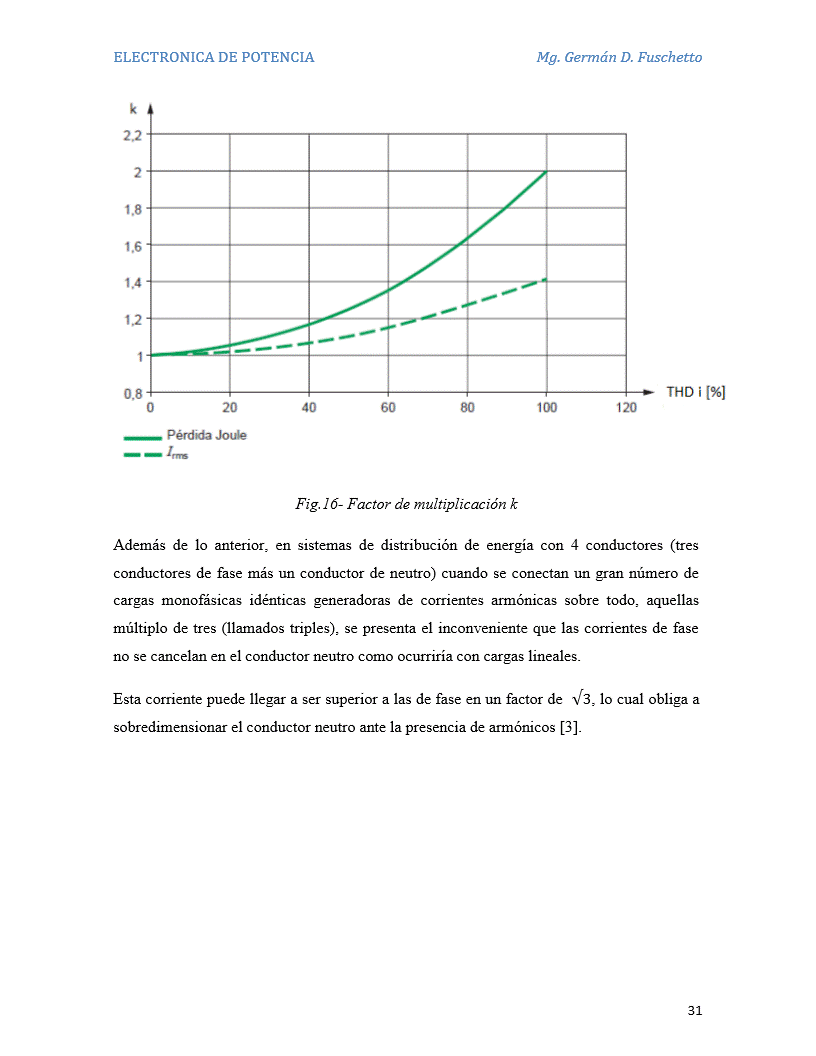 ELECTRONICA DE POTENCIA Mg. Germán D. Fuschetto
k
2,2
2
1,8
1,6
1,4
1,2
1
0,8
0 20 40 60 80 100 120
THD i [%]
Pérdida Joule
Irms
Fig.16- Factor de multiplicación k
Además de lo anterior, en sistemas de distribución de energía con 4 conductores (tres
conductores de fase más un conductor de neutro) cuando se conectan un gran número de
cargas monofásicas idénticas generadoras de corrientes armónicas sobre todo, aquellas
múltiplo de tres (llamados triples), se presenta el inconveniente que las corrientes de fase
no se cancelan en el conductor neutro como ocurriría con cargas lineales.
Esta corriente puede llegar a ser superior a las de fase en un factor de √3, lo cual obliga a
sobredimensionar el conductor neutro ante la presencia de armónicos [3].
31